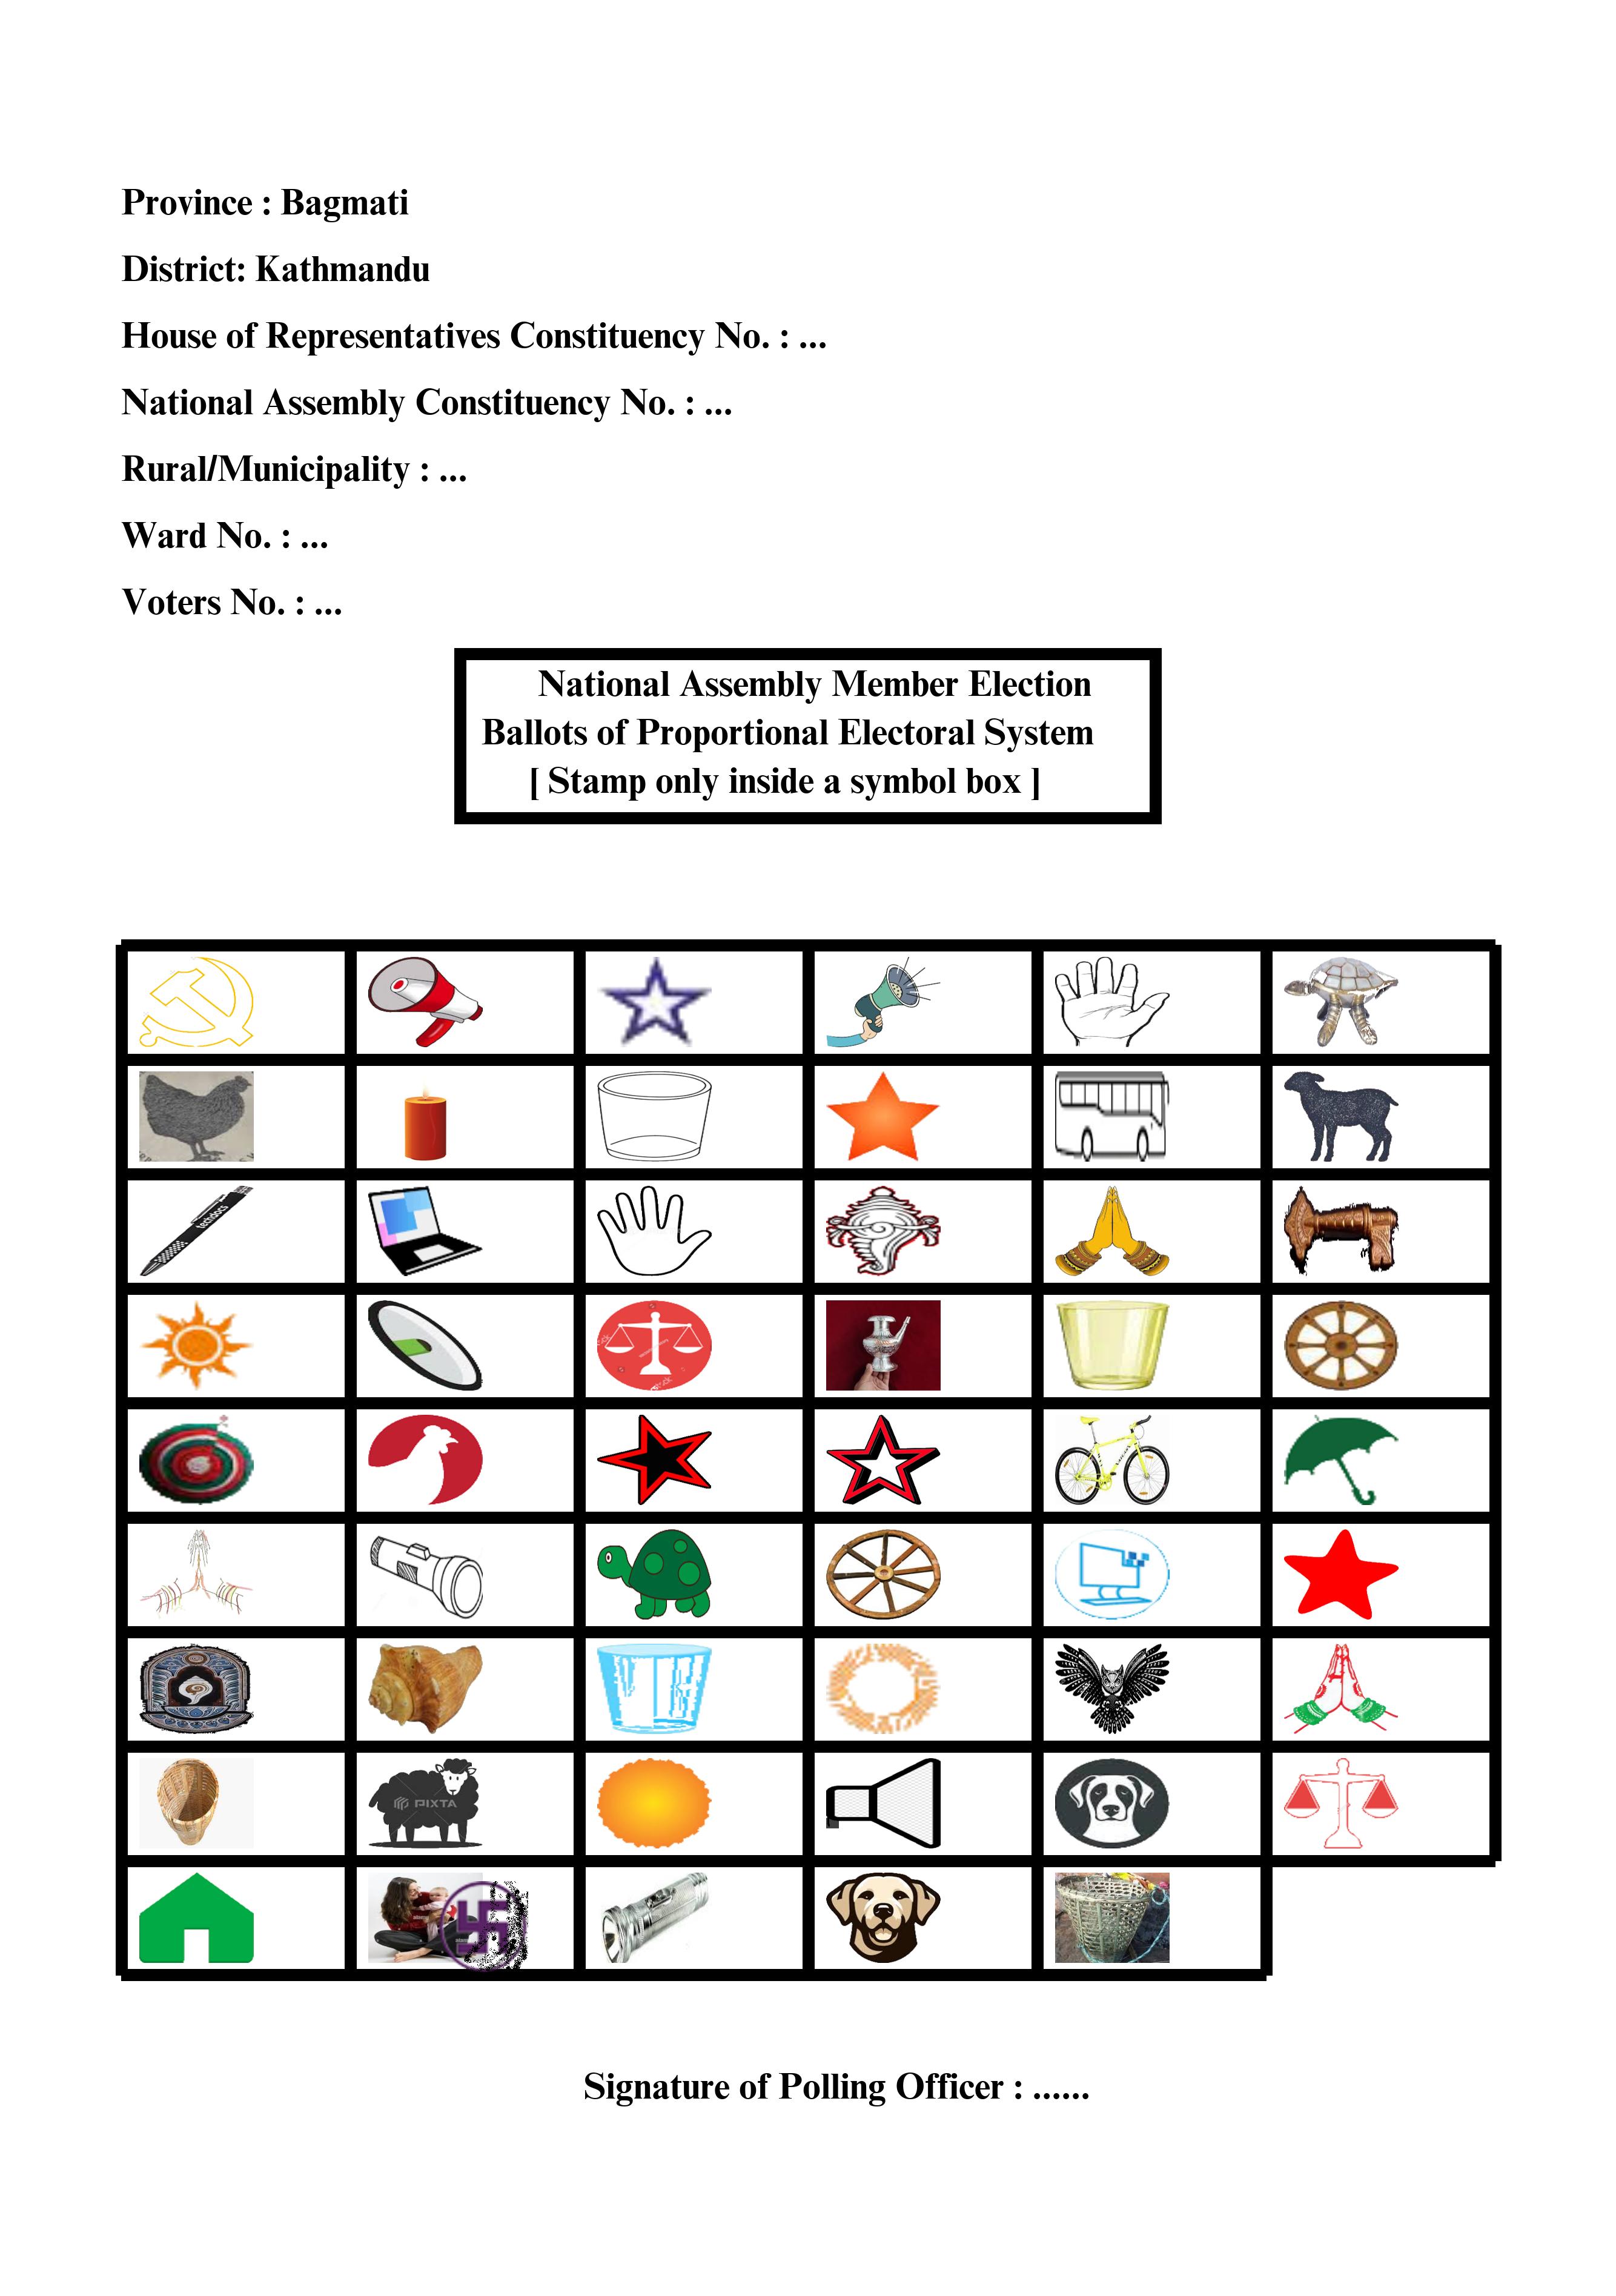 Province : Bagmati
District: Kathmandu
House of Representatives Constituency No. : ...
National Assembly Constituency No. : ...
Rural/Municipality : ...
Ward No. : ...
Voters No. : ...
National Assembly Member Election
Ballots of Proportional Electoral System
[ Stamp only inside a symbol box ]
techdocs
PIXTA
Signature of Polling Officer : ......